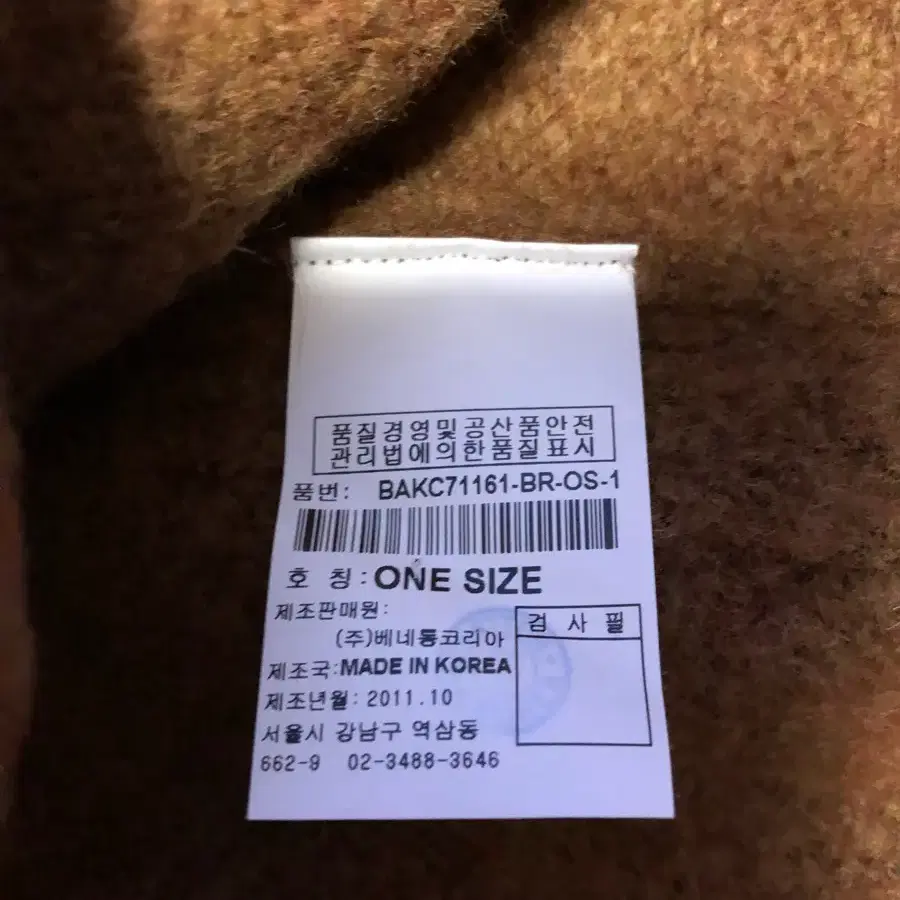 품질경영및공산품안전
관리법에의한품질표시
품번: BAKC71161-BR-OS-1
호 칭:ONE SIZE
제조판매원:
(주)베네통코리아
검 사 필
제조국:MADE IN KOREA
제조년월: 2011.10
서울시 강남구 역삼동
662-9 02-3488-3646